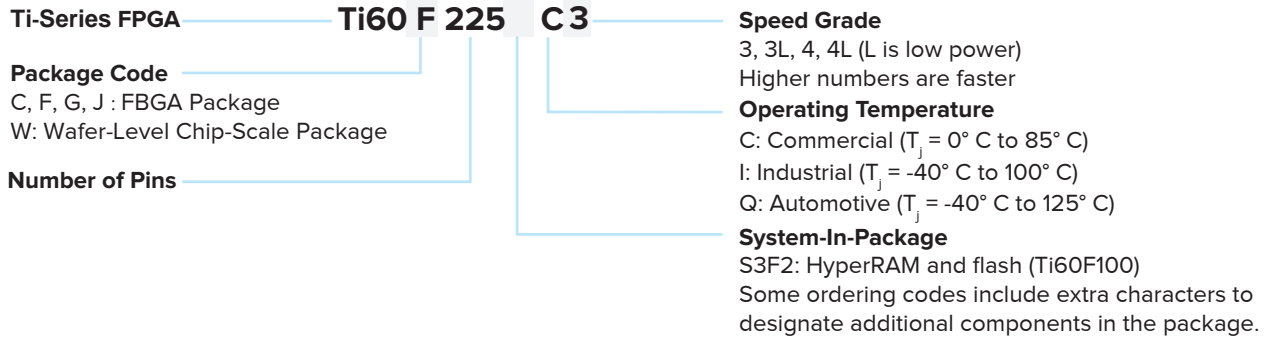 Ti-Series FPGA
Ti60 F 225 C 3
Package Code
C, F, G, J : FBGA Package
W: Wafer-Level Chip-Scale Package
Number of Pins
Speed Grade
3, 3L, 4, 4L (L is low power)
Higher numbers are faster
Operating Temperature
C: Commercial (Tj = 0° C to 85° C)
I: Industrial (Tj = -40° C to 100° C)
Q: Automotive (Tj = -40° C to 125° C)
System-In-Package
S3F2: HyperRAM and flash (Ti60F100)
Some ordering codes include extra characters to
designate additional components in the package.